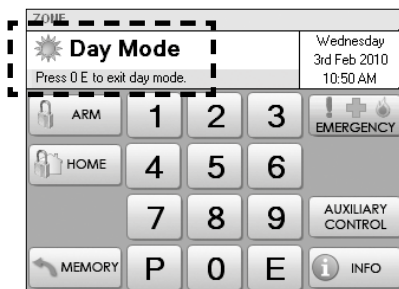 ZONE
Day Mode
Press 0 E to exit day mode.
Wednesday
3rd Feb 2010
10:50 AM
ARM
1
2
3
EMERGENCY
HOME
4
5
6
7
8
9
AUXILIARY
CONTROL
MEMORY
P
0
E
INFO